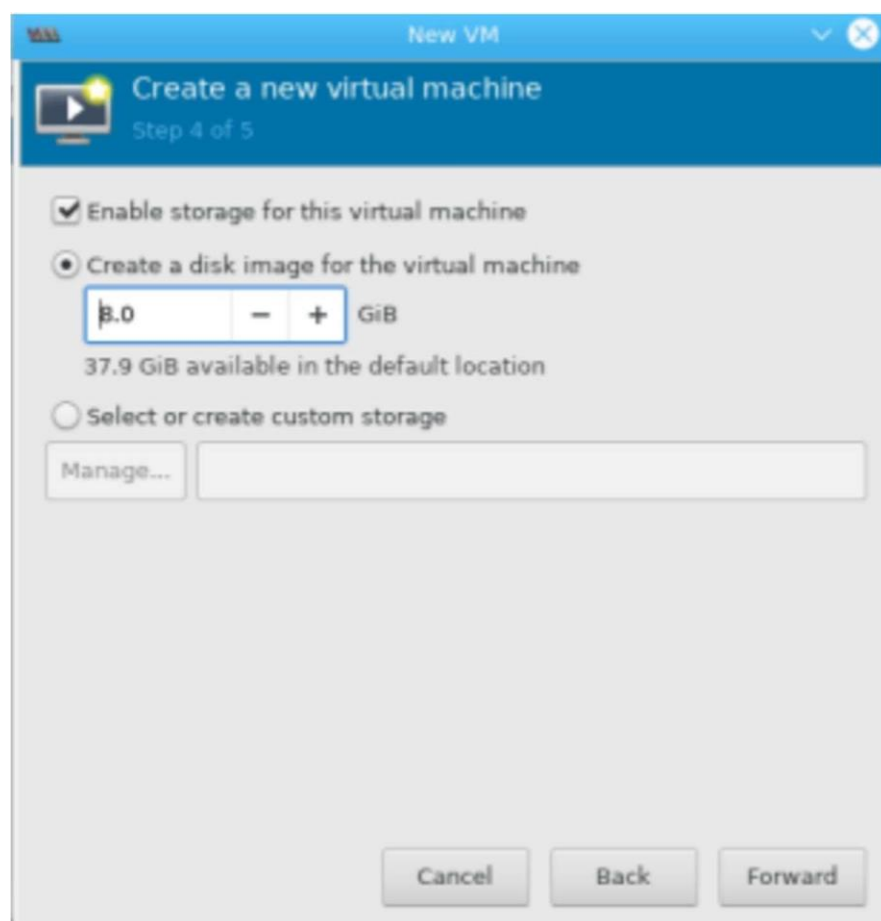 New VM
Create a new virtual machine
Step 4 of 5
Enable storage for this virtual machine
Create a disk image for the virtual machine
8.0 − + GiB
37.9 GiB available in the default location
Select or create custom storage
Manage...
Cancel Back Forward